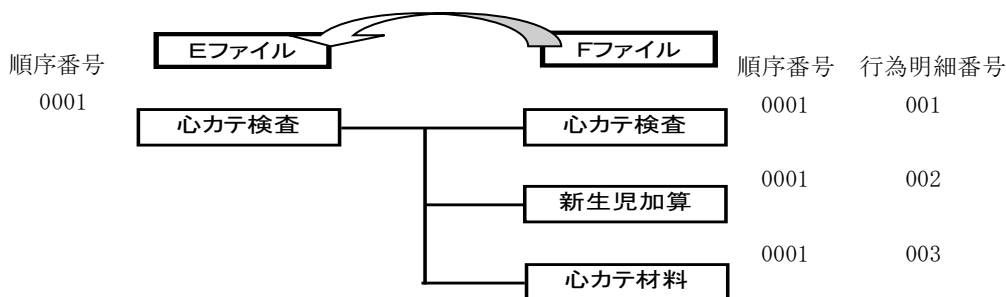 Eファイル Fファイル
順序番号 順序番号 行為明細番号
0001 0001 001
心カテ検査 心カテ検査
0001 002
新生児加算
0001 003
心カテ材料